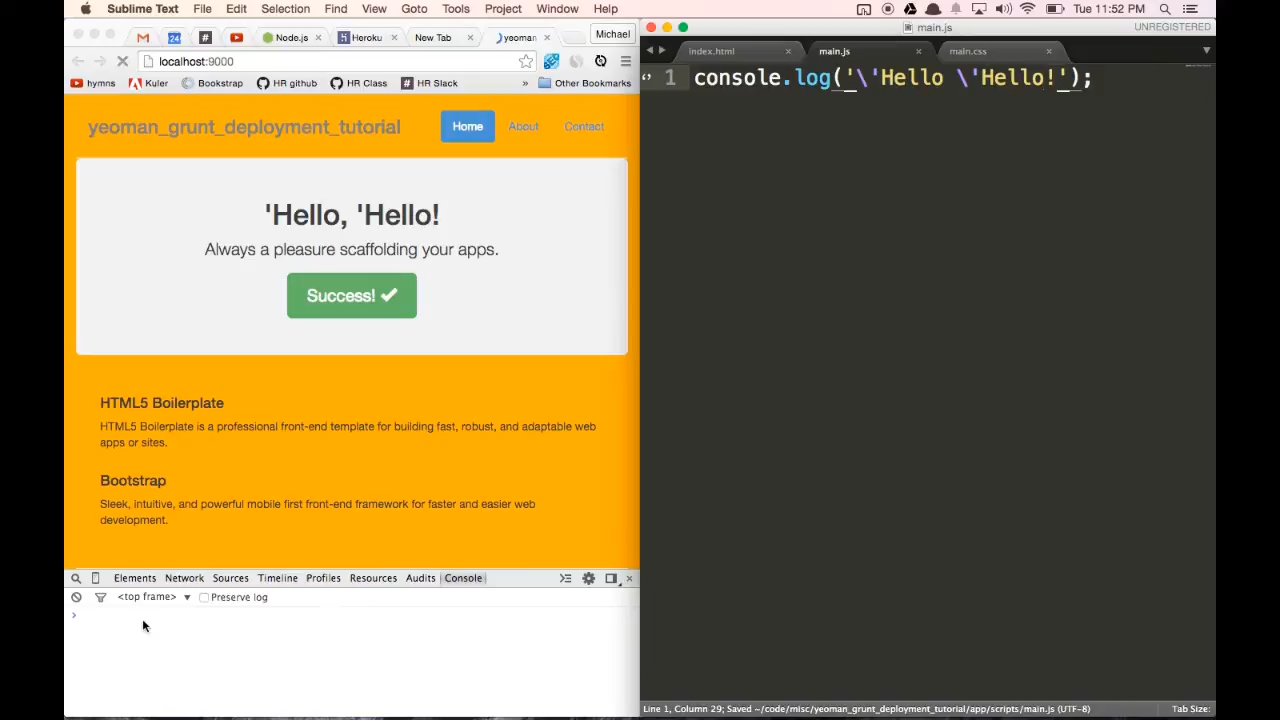 Sublime Text File Edit Selection Find View Goto Tools Project Window Help Tue 11:52 PM
Node.js Heroku New Tab yeoman Michael
localhost:9000
hymns Kuler Bookstrap HR github HR Class HR Slack » Other Bookmarks
yeoman_grunt_deployment_tutorial Home About Contact
'Hello, 'Hello!
Always a pleasure scaffolding your apps.
Success!
HTML5 Boilerplate
HTML5 Boilerplate is a professional front-end template for building fast, robust, and adaptable web
apps or sites.
Bootstrap
Sleek, intuitive, and powerful mobile first front-end framework for faster and easier web
development.
Elements Network Sources Timeline Profiles Resources Audits Console
<top frame> Preserve log
main.js UNREGISTERED
index.html main.js main.css
1 console.log('\'Hello \'Hello!');
Line 1, Column 29; Saved ~/code/misc/yeoman_grunt_deployment_tutorial/app/scripts/main.js (UTF-8) Tab Size: